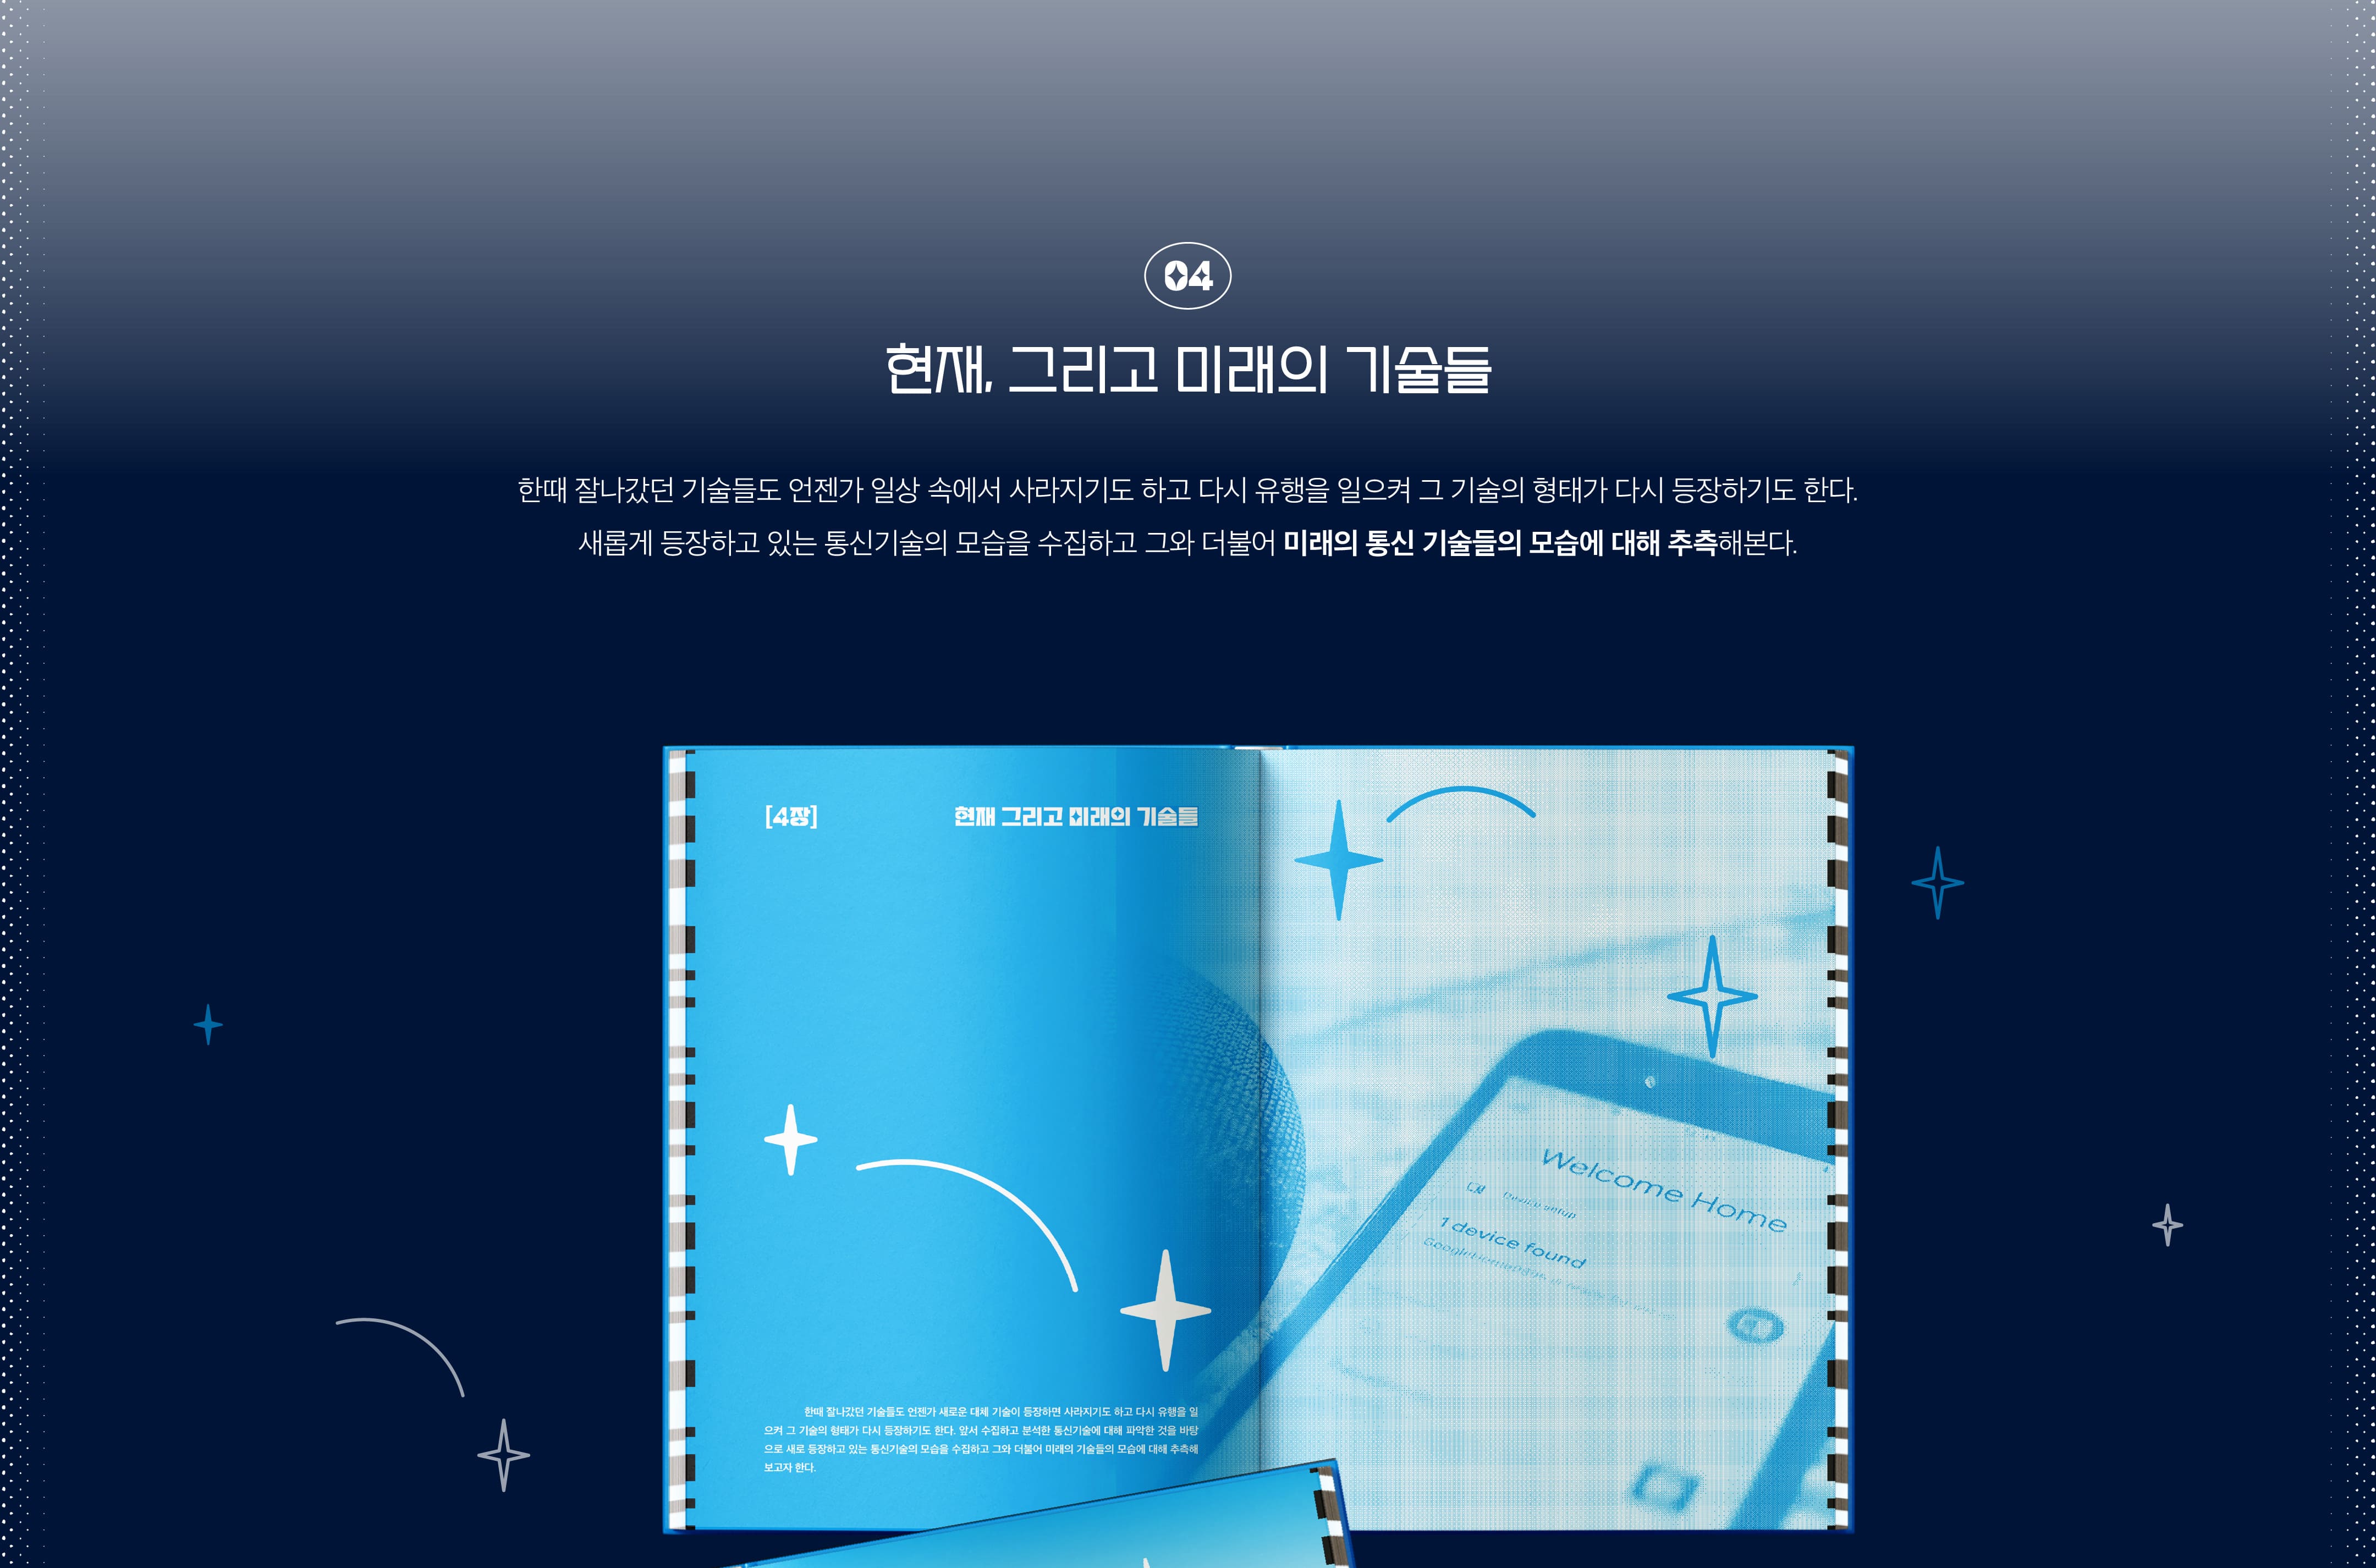 04
현재, 그리고 미래의 기술들
한때 잘나갔던 기술들도 언젠가 일상 속에서 사라지기도 하고 다시 유행을 일으켜 그 기술의 형태가 다시 등장하기도 한다.
새롭게 등장하고 있는 통신기술의 모습을 수집하고 그와 더불어 미래의 통신 기술들의 모습에 대해 추측해본다.
[4장] 현재 그리고 미래의 기술들
한때 잘나갔던 기술들도 언젠가 새로운 대체 기술이 등장하면 사라지기도 하고 다시 유행을 일
으켜 그 기술의 형태가 다시 등장하기도 한다. 앞서 수집하고 분석한 통신기술에 대해 파악한 것을 바탕
으로 새로 등장하고 있는 통신기술의 모습을 수집하고 그와 더불어 미래의 기술들의 모습에 대해 추측해
보고자 한다.
Welcome Home
Device setup
1 device found